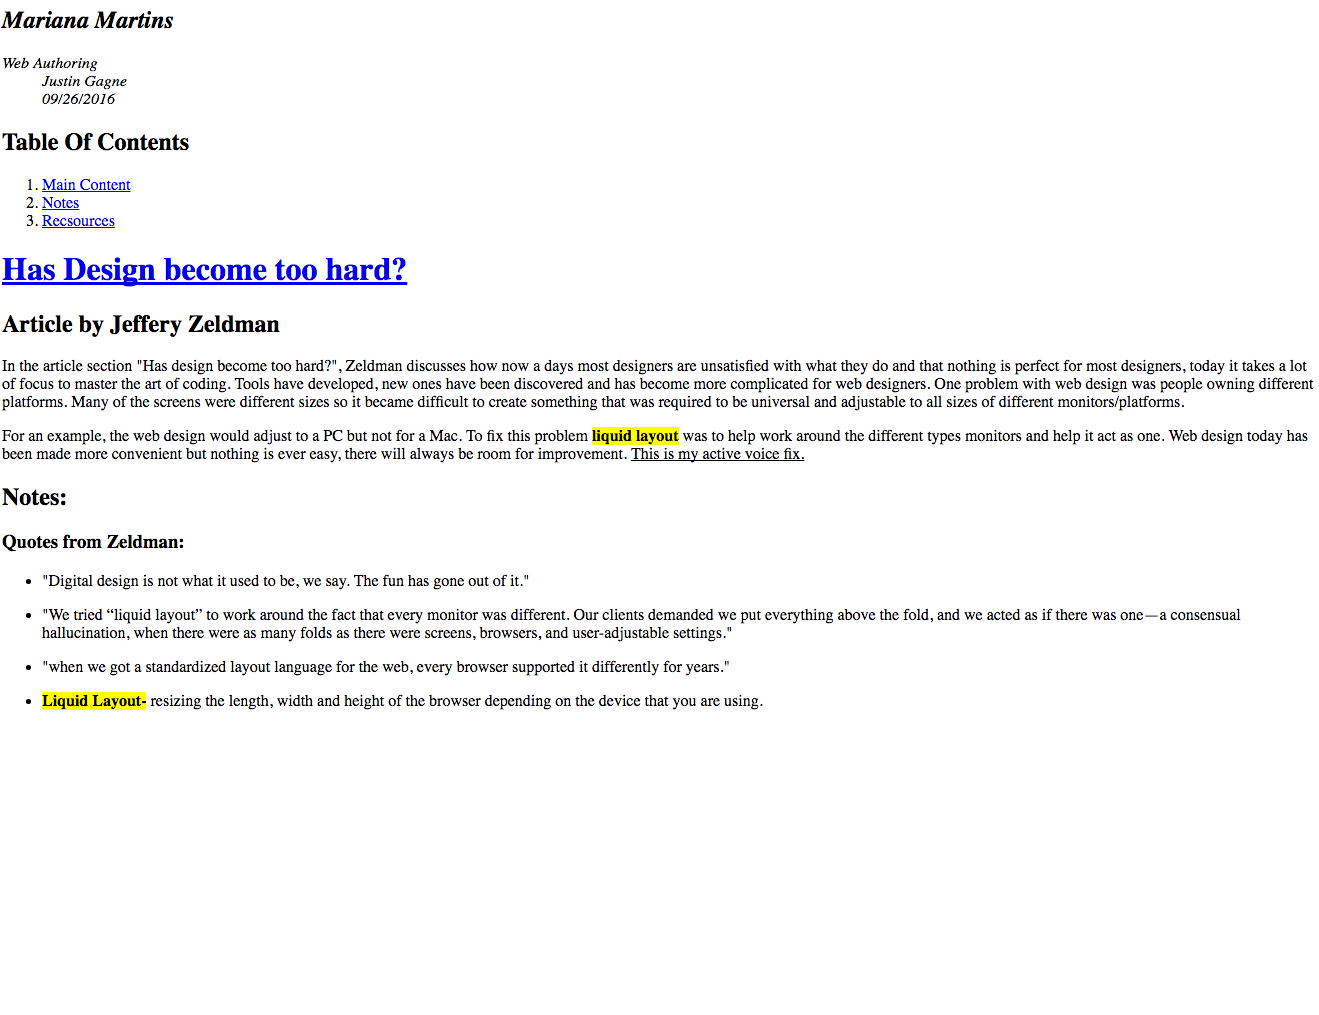 Mariana Martins
Web Authoring
Justin Gagne
09/26/2016
Table Of Contents
1. Main Content
2. Notes
3. Recsources
Has Design become too hard?
Article by Jeffery Zeldman
In the article section "Has design become too hard?", Zeldman discusses how now a days most designers are unsatisfied with what they do and that nothing is perfect for most designers, today it takes a lot
of focus to master the art of coding. Tools have developed, new ones have been discovered and has become more complicated for web designers. One problem with web design was people owning different
platforms. Many of the screens were different sizes so it became difficult to create something that was required to be universal and adjustable to all sizes of different monitors/platforms.
For an example, the web design would adjust to a PC but not for a Mac. To fix this problem liquid layout was to help work around the different types monitors and help it act as one. Web design today has
been made more convenient but nothing is ever easy, there will always be room for improvement. This is my active voice fix.
Notes:
Quotes from Zeldman:
• "Digital design is not what it used to be, we say. The fun has gone out of it."
• "We tried “liquid layout” to work around the fact that every monitor was different. Our clients demanded we put everything above the fold, and we acted as if there was one—a consensual
hallucination, when there were as many folds as there were screens, browsers, and user-adjustable settings."
• "when we got a standardized layout language for the web, every browser supported it differently for years."
• Liquid Layout- resizing the length, width and height of the browser depending on the device that you are using.